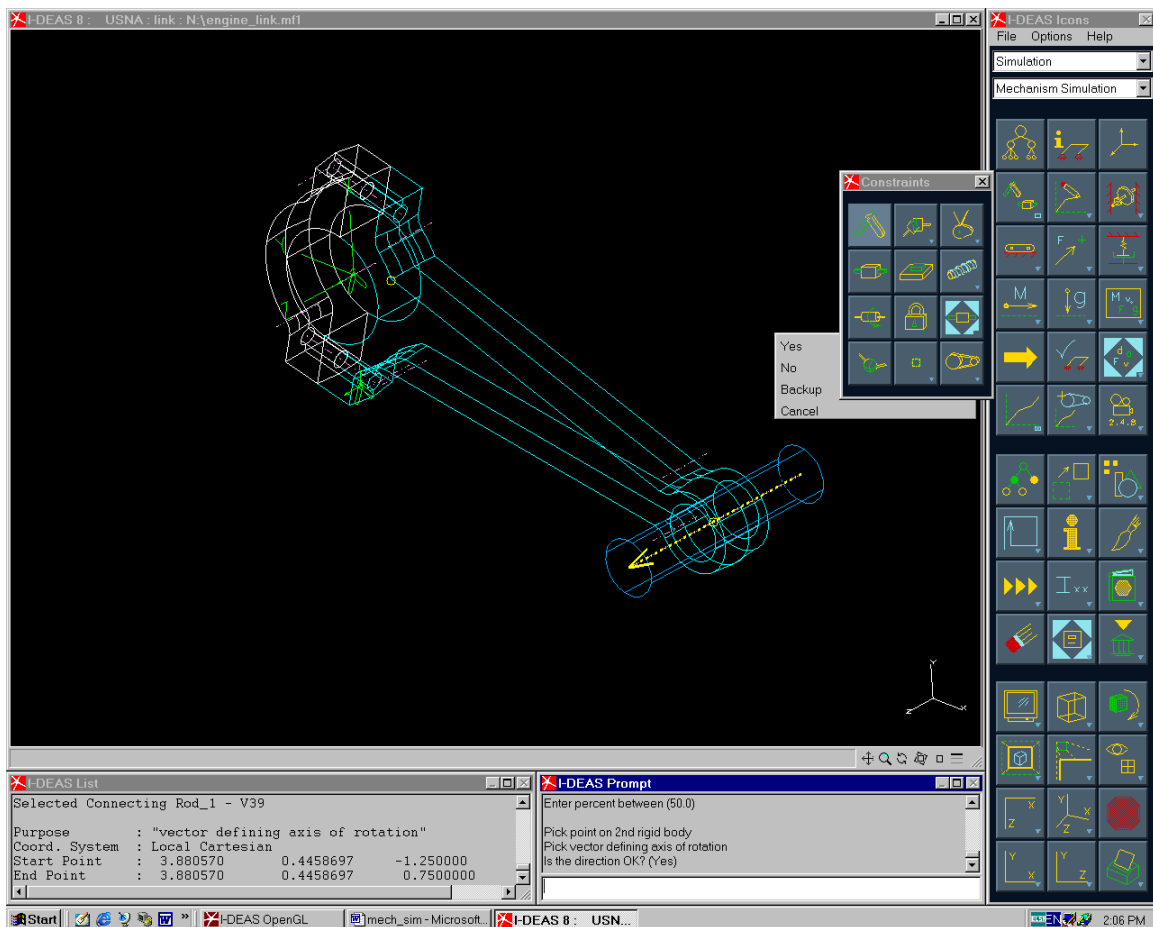 I-DEAS 8 :    USNA : link : N:\engine_link.mf1
I-DEAS Icons
File Options Help
Simulation
Mechanism Simulation
Constraints
Yes
No
Backup
Cancel
Y
Z
X
Y
Z
X
i
F
M
g
M v₀
F g
d g
F v
2.4.8
i
I x x
X
Z
Y
X
Z
Y
X
Y
Z
I-DEAS List
Selected Connecting Rod_1 - V39
Purpose : "vector defining axis of rotation"
Coord. System : Local Cartesian
Start Point : 3.880570 0.4458697 -1.250000
End Point : 3.880570 0.4458697 0.7500000
I-DEAS Prompt
Enter percent between (50.0)
Pick point on 2nd rigid body
Pick vector defining axis of rotation
Is the direction OK? (Yes)
Start
»
I-DEAS OpenGL
mech_sim - Microsoft...
I-DEAS 8 : USN...
EN
2:06 PM